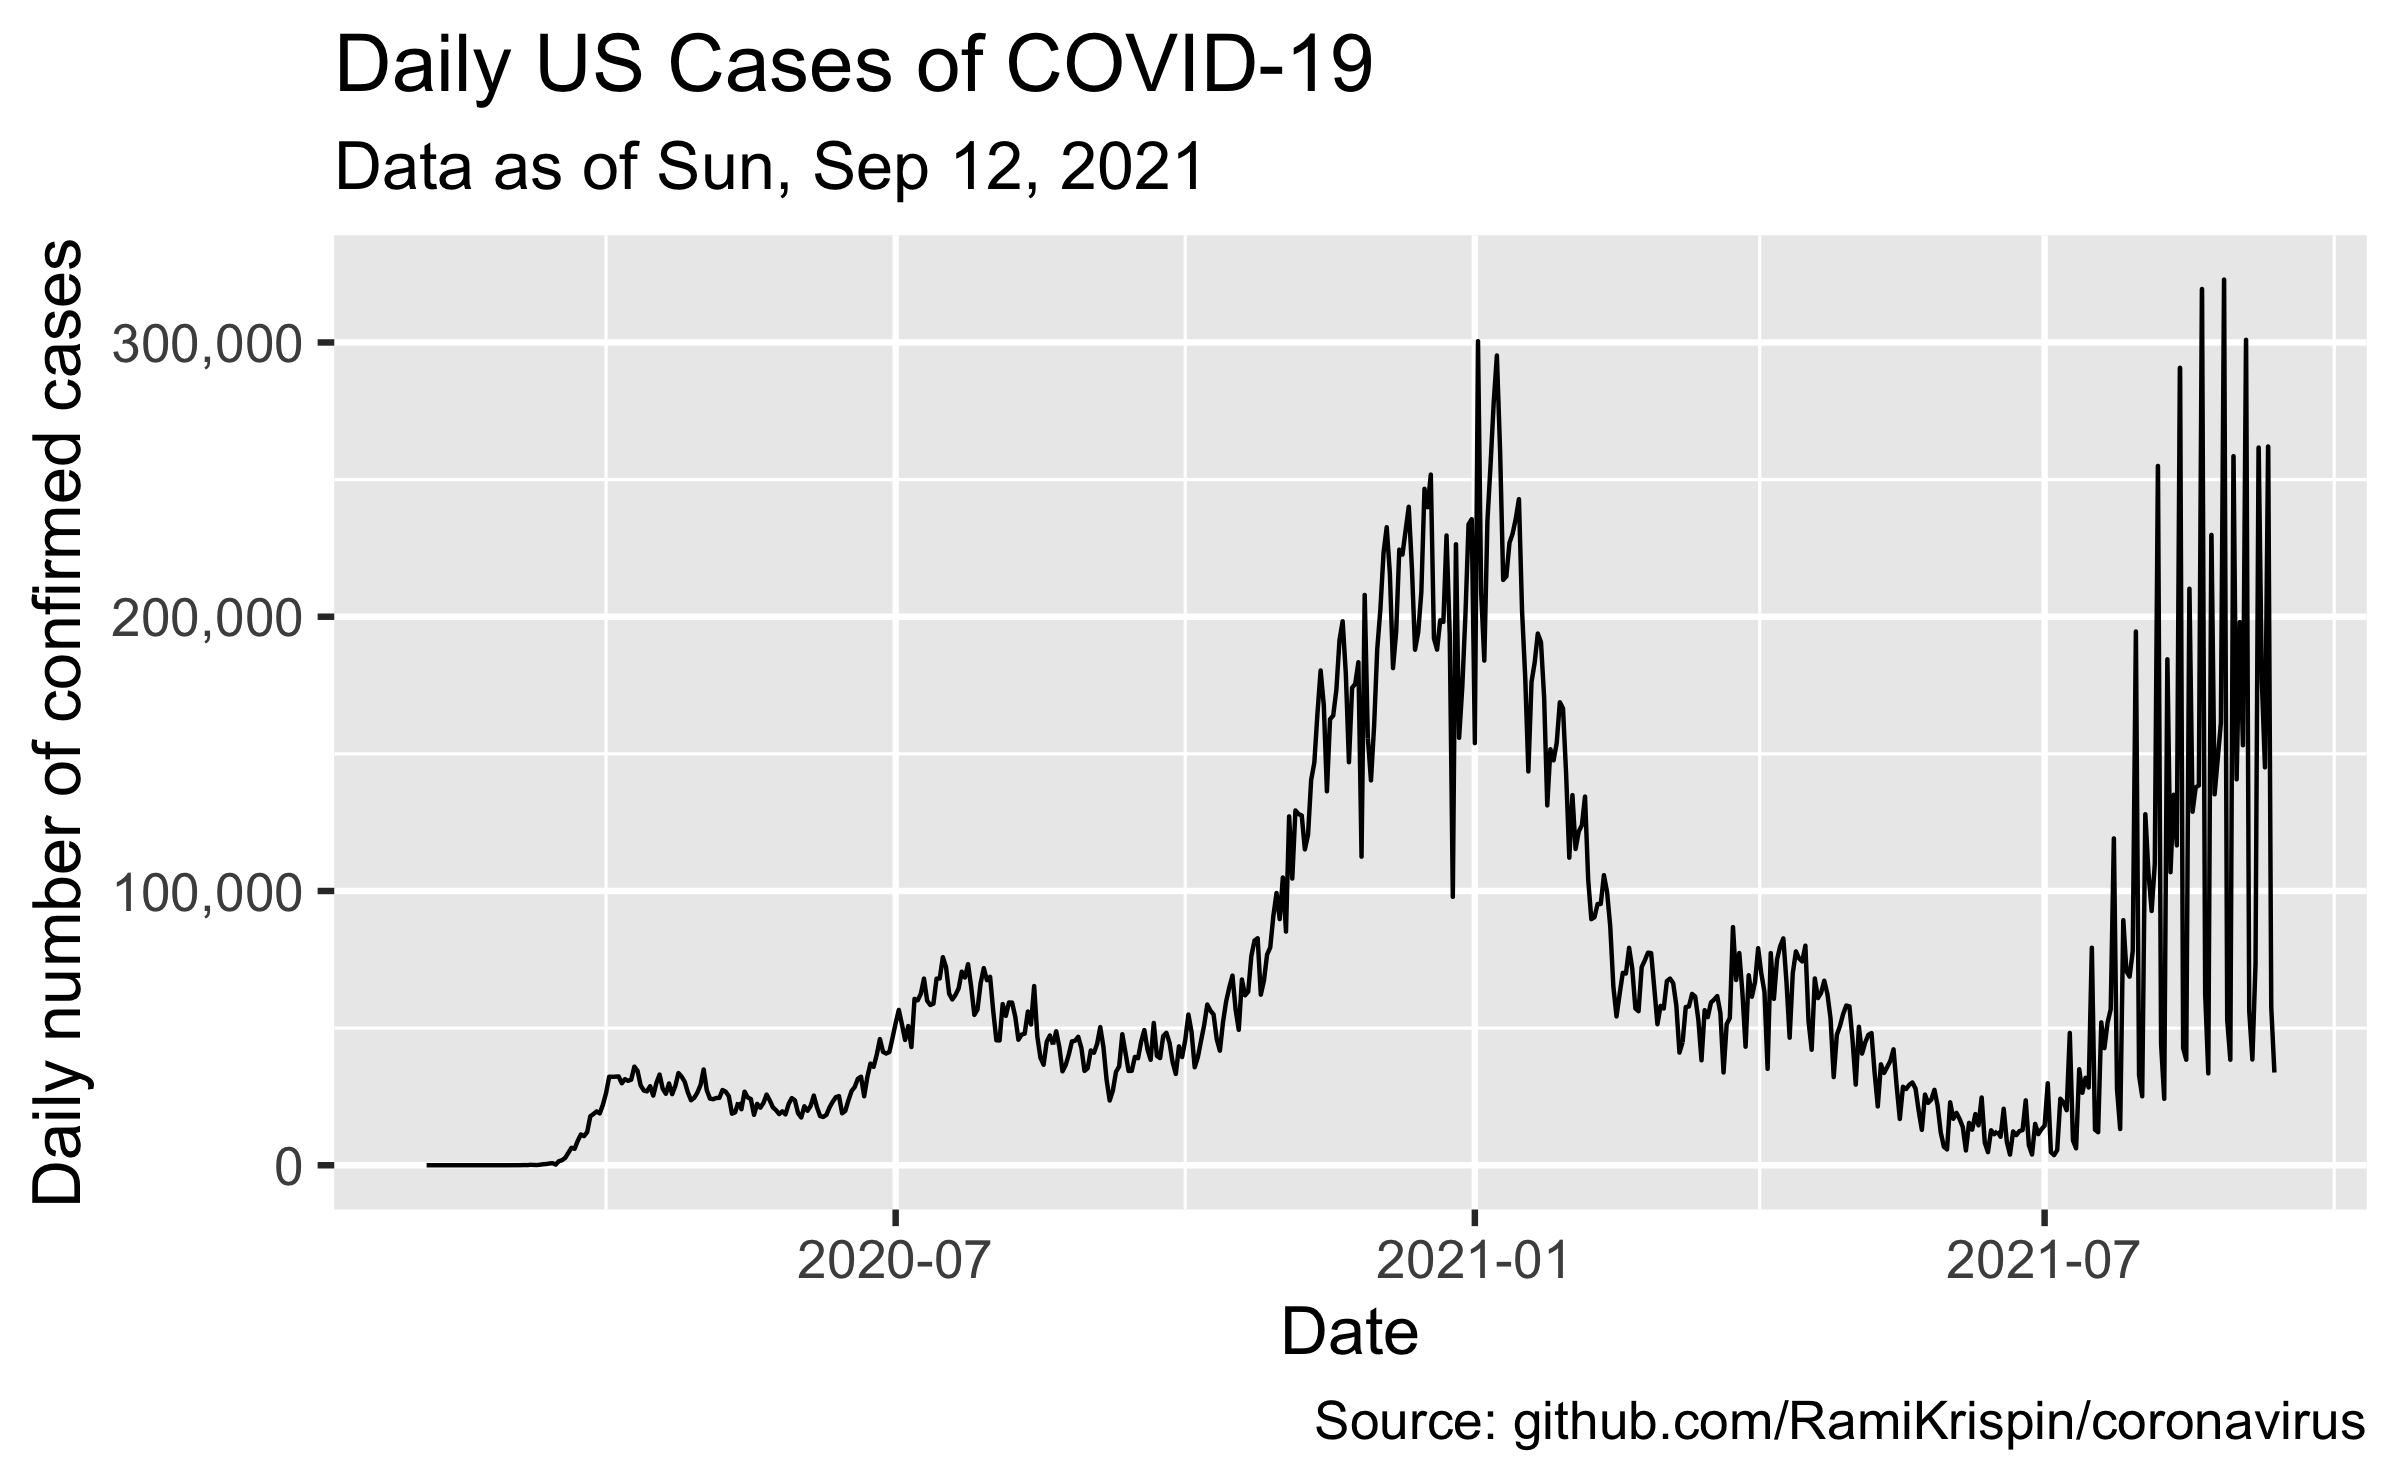 Daily US Cases of COVID-19
Data as of Sun, Sep 12, 2021
Daily number of confirmed cases
300,000
200,000
100,000
0
2020-07
2021-01
2021-07
Date
Source: github.com/RamiKrispin/coronavirus